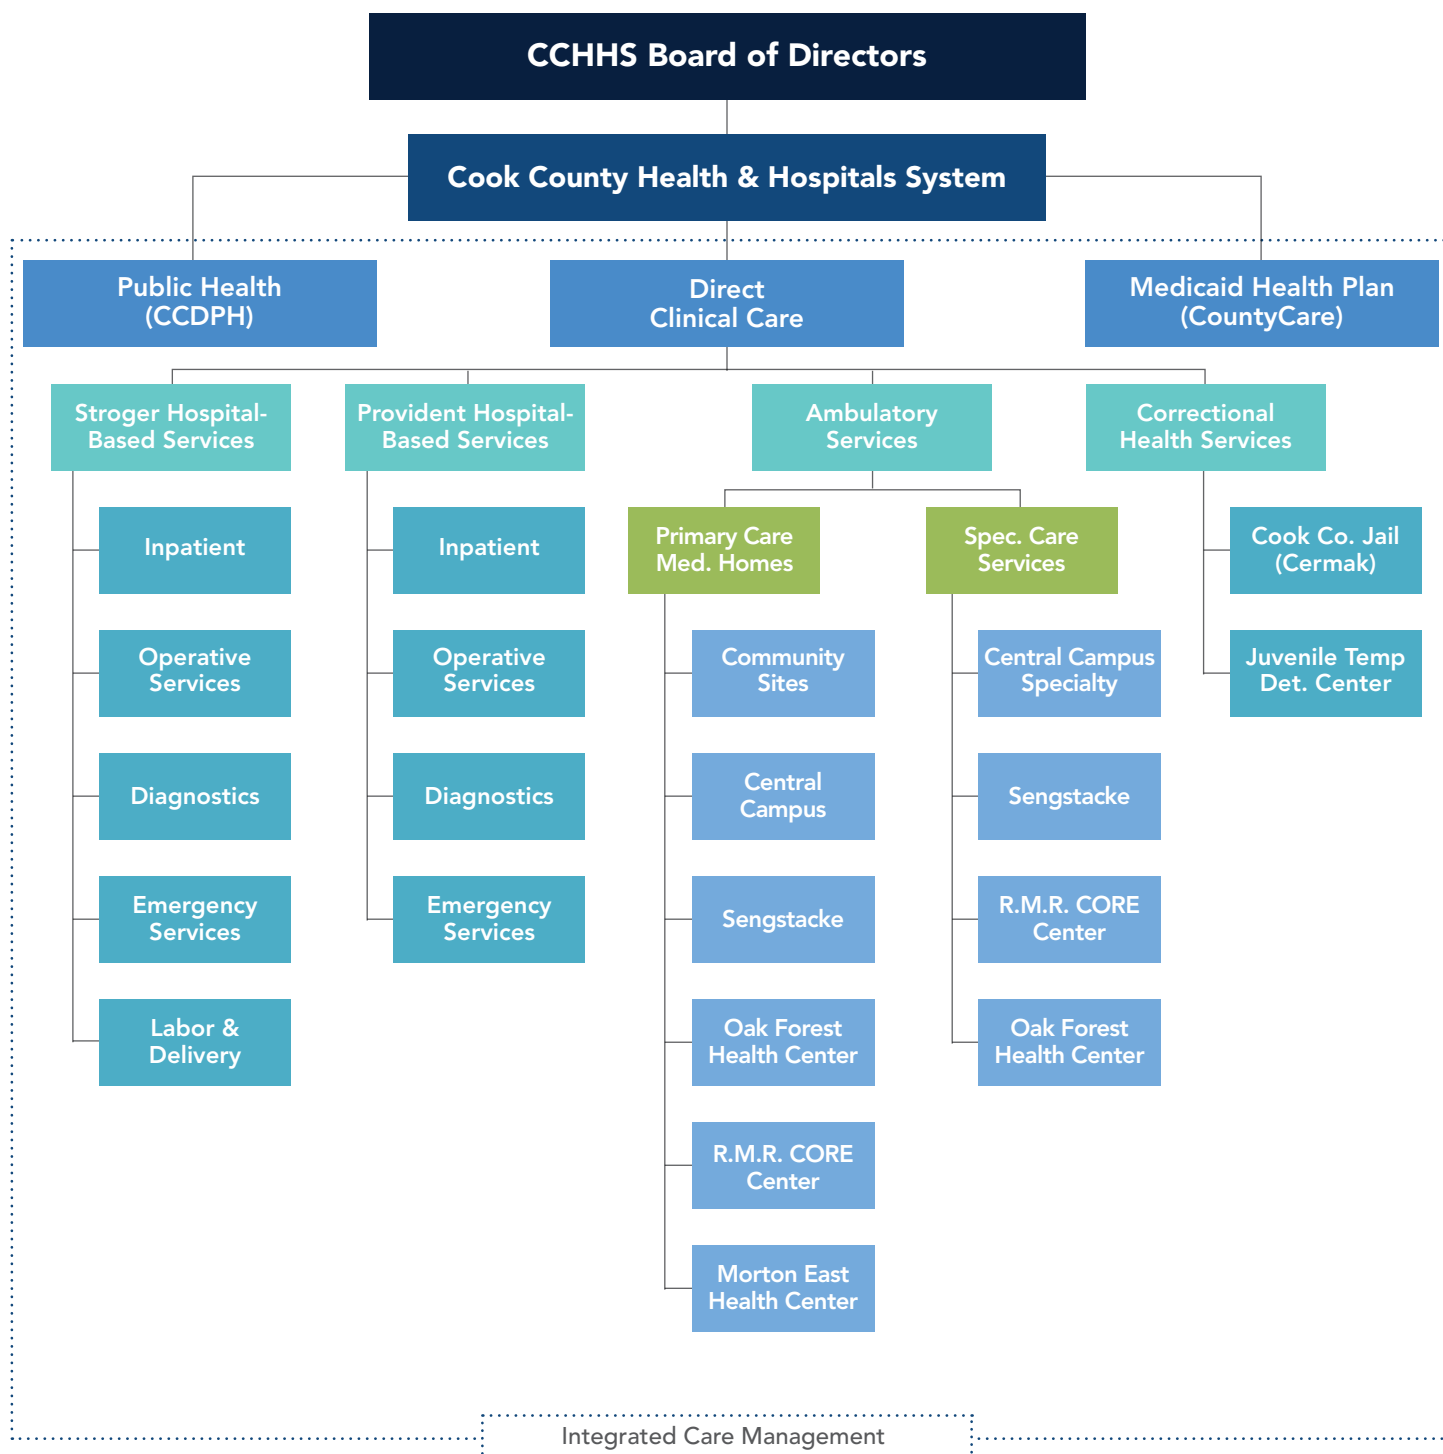 CCHHS Board of Directors
Cook County Health & Hospitals System
Public Health
(CCDPH)
Direct
Clinical Care
Medicaid Health Plan
(CountyCare)
Stroger Hospital-
Based Services
Provident Hospital-
Based Services
Ambulatory
Services
Correctional
Health Services
Inpatient
Operative
Services
Diagnostics
Emergency
Services
Labor &
Delivery
Inpatient
Operative
Services
Diagnostics
Emergency
Services
Primary Care
Med. Homes
Community
Sites
Central
Campus
Sengstacke
Oak Forest
Health Center
R.M.R. CORE
Center
Morton East
Health Center
Spec. Care
Services
Central Campus
Specialty
Sengstacke
R.M.R. CORE
Center
Oak Forest
Health Center
Cook Co. Jail
(Cermak)
Juvenile Temp
Det. Center
Integrated Care Management